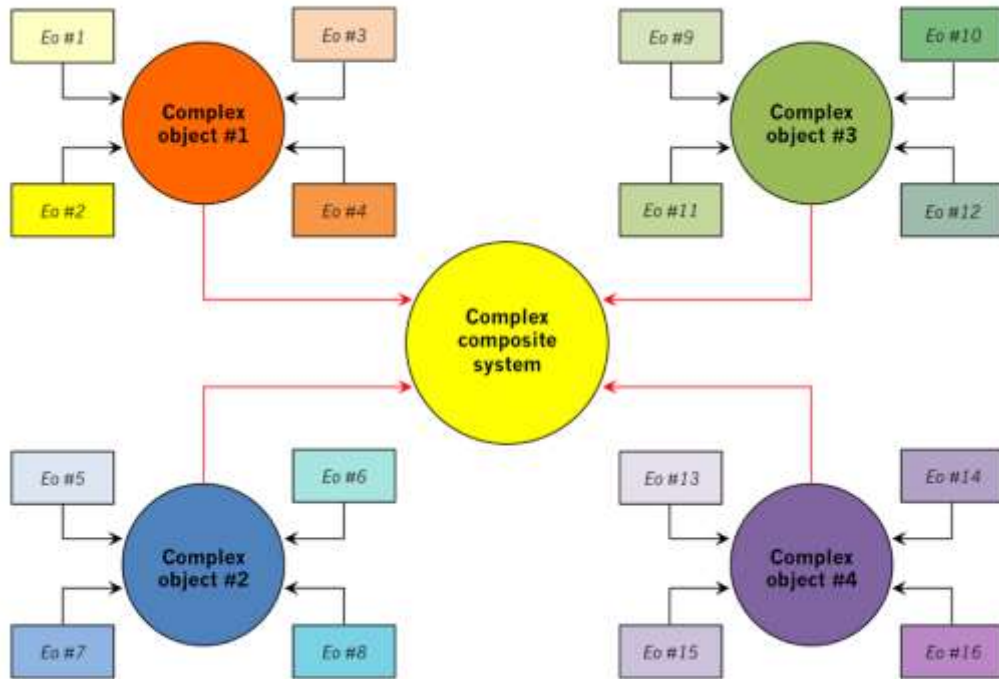 Eo #1
Eo #3
Complex
object #1
Eo #2
Eo #4
Eo #9
Eo #10
Complex
object #3
Eo #11
Eo #12
Complex
composite
system
Eo #5
Eo #6
Complex
object #2
Eo #7
Eo #8
Eo #13
Eo #14
Complex
object #4
Eo #15
Eo #16